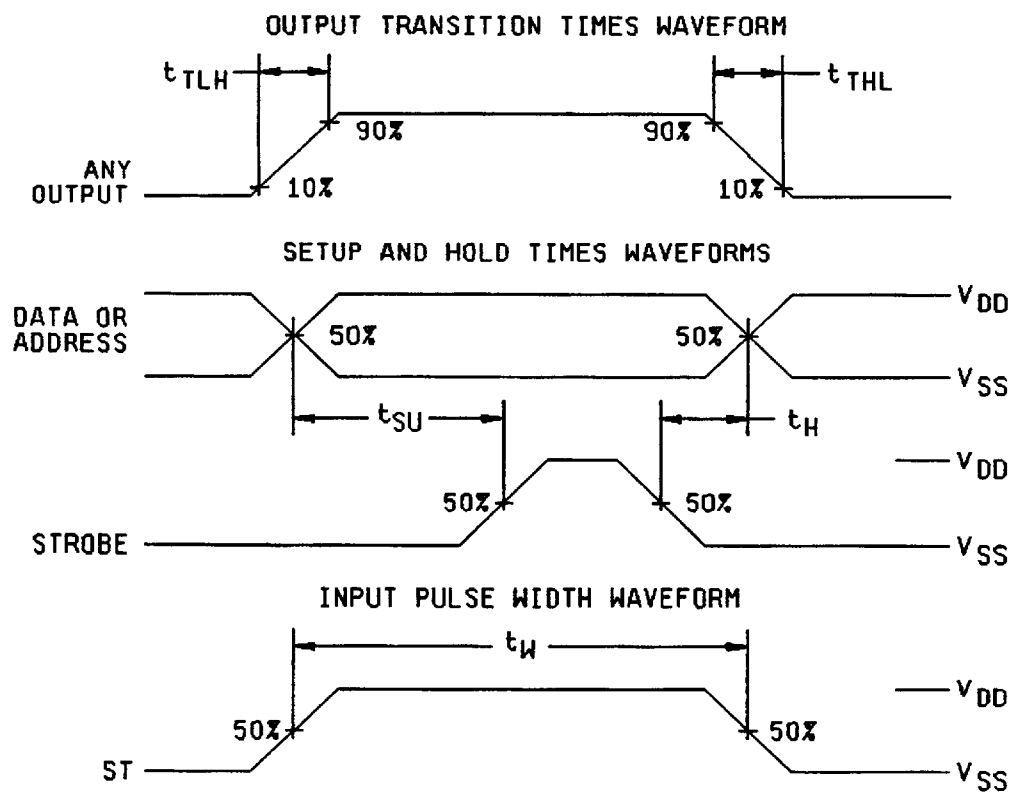 OUTPUT TRANSITION TIMES WAVEFORM
tTLH
tTHL
90%
90%
ANY
OUTPUT
10%
10%
SETUP AND HOLD TIMES WAVEFORMS
VDD
DATA OR
ADDRESS
50%
50%
VSS
tSU
tH
VDD
50%
50%
STROBE
VSS
INPUT PULSE WIDTH WAVEFORM
tW
VDD
50%
50%
ST
VSS